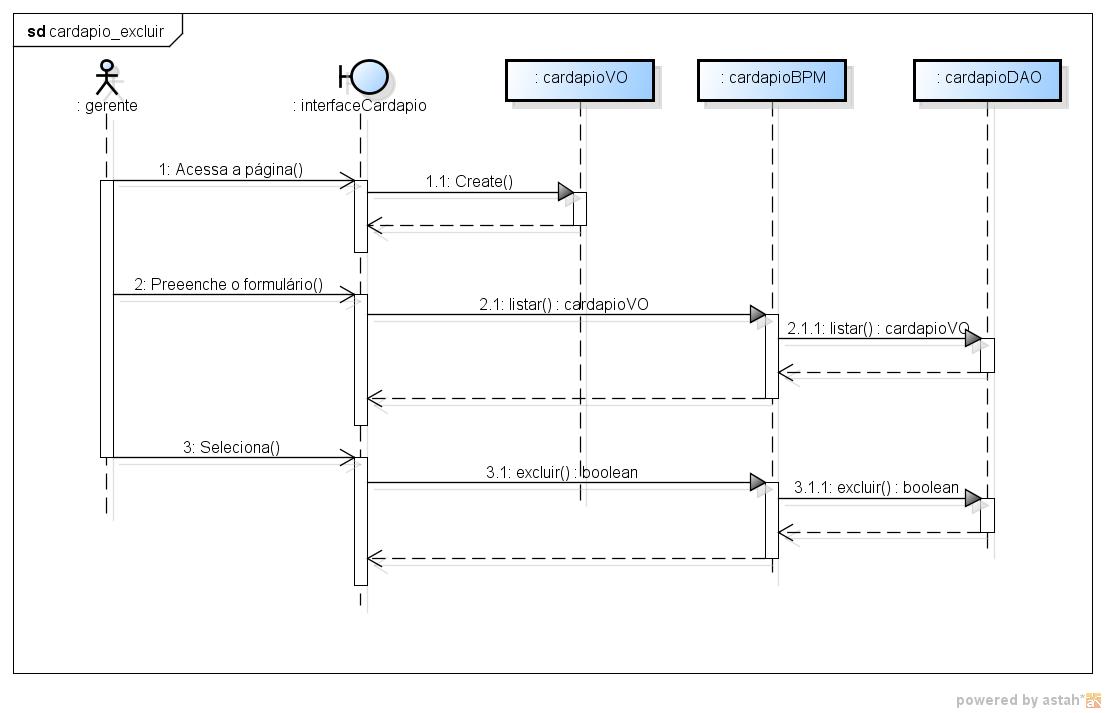 sd cardapio_excluir
: gerente
: interfaceCardapio
: cardapioVO
: cardapioBPM
: cardapioDAO
1: Acessa a página()
1.1: Create()
2: Preeenche o formulário()
2.1: listar() : cardapioVO
2.1.1: listar() : cardapioVO
3: Seleciona()
3.1: excluir() : boolean
3.1.1: excluir() : boolean
powered by astah*